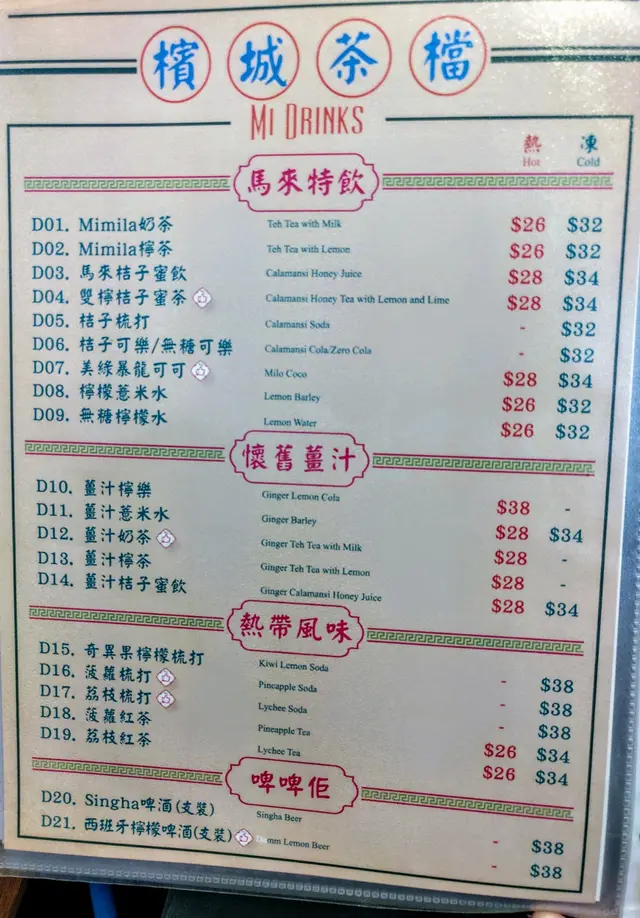 檳城茶檔
MI DRINKS
熱 凍
Hot Cold
馬來特飲
D01. Mimila奶茶 Teh Tea with Milk $26 $32
D02. Mimila檸茶 Teh Tea with Lemon $26 $32
D03. 馬來桔子蜜飲 Calamansi Honey Juice $28 $34
D04. 雙檸桔子蜜茶 Calamansi Honey Tea with Lemon and Lime $28 $34
D05. 桔子梳打 Calamansi Soda - $32
D06. 桔子可樂/無糖可樂 Calamansi Cola/Zero Cola - $32
D07. 美綠暴龍可可 Milo Coco $28 $34
D08. 檸檬薏米水 Lemon Barley $26 $32
D09. 無糖檸檬水 Lemon Water $26 $32
懷舊薑汁
D10. 薑汁檸樂 Ginger Lemon Cola $38 -
D11. 薑汁薏米水 Ginger Barley $28 $34
D12. 薑汁奶茶 Ginger Teh Tea with Milk $28 -
D13. 薑汁檸茶 Ginger Teh Tea with Lemon $28 -
D14. 薑汁桔子蜜飲 Ginger Calamansi Honey Juice $28 $34
熱帶風味
D15. 奇異果檸檬梳打 Kiwi Lemon Soda - $38
D16. 菠蘿梳打 Pineapple Soda - $38
D17. 荔枝梳打 Lychee Soda - $38
D18. 菠蘿紅茶 Pineapple Tea $26 $34
D19. 荔枝紅茶 Lychee Tea $26 $34
啤啤佢
D20. Singha啤酒(支裝) Singha Beer - $38
D21. 西班牙檸檬啤酒(支裝) Lemon Beer - $38